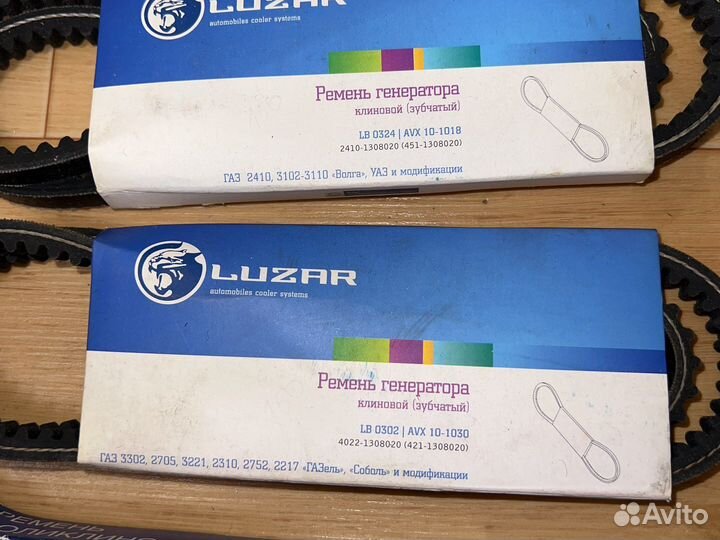 LUZAR
automobiles cooler systems
Ремень генератора
клиновой (зубчатый)
LB 0324 | AVX 10-1018
2410-1308020 (451-1308020)
ГАЗ 2410, 3102-3110 «Волга», УАЗ и модификации
LUZAR
automobiles cooler systems
Ремень генератора
клиновой (зубчатый)
LB 0302 | AVX 10-1030
4022-1308020 (421-1308020)
ГАЗ 3302, 2705, 3221, 2310, 2752, 2217 «ГАЗель», «Соболь» и модификации
РЕМЕНЬ
Avito